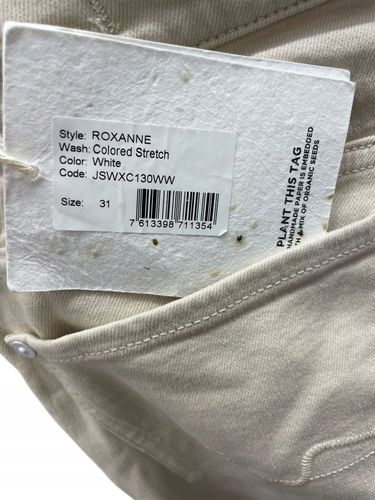 Style: ROXANNE
Wash: Colored Stretch
Color: White
Code: JSWXC130WW
Size: 31
7 613398 711354
PLANT THIS TAG
HANDMADE PAPER IS EMBEDDED
WITH A MIX OF ORGANIC SEEDS